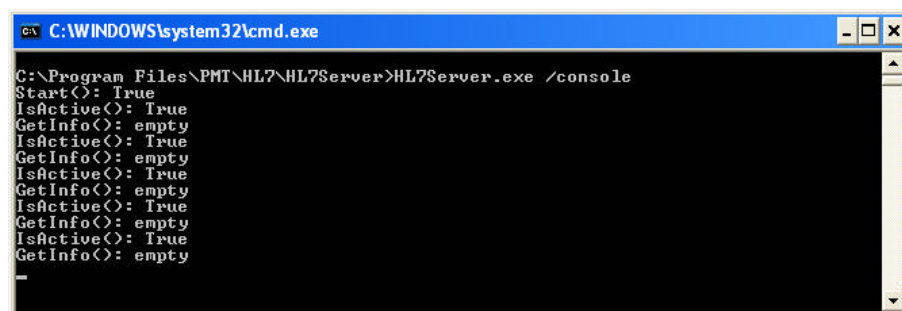 C:\WINDOWS\system32\cmd.exe
C:\Program Files\PMT\HL7\HL7Server>HL7Server.exe /console
Start(): True
IsActive(): True
GetInfo(): empty
IsActive(): True
GetInfo(): empty
IsActive(): True
GetInfo(): empty
IsActive(): True
GetInfo(): empty
IsActive(): True
GetInfo(): empty